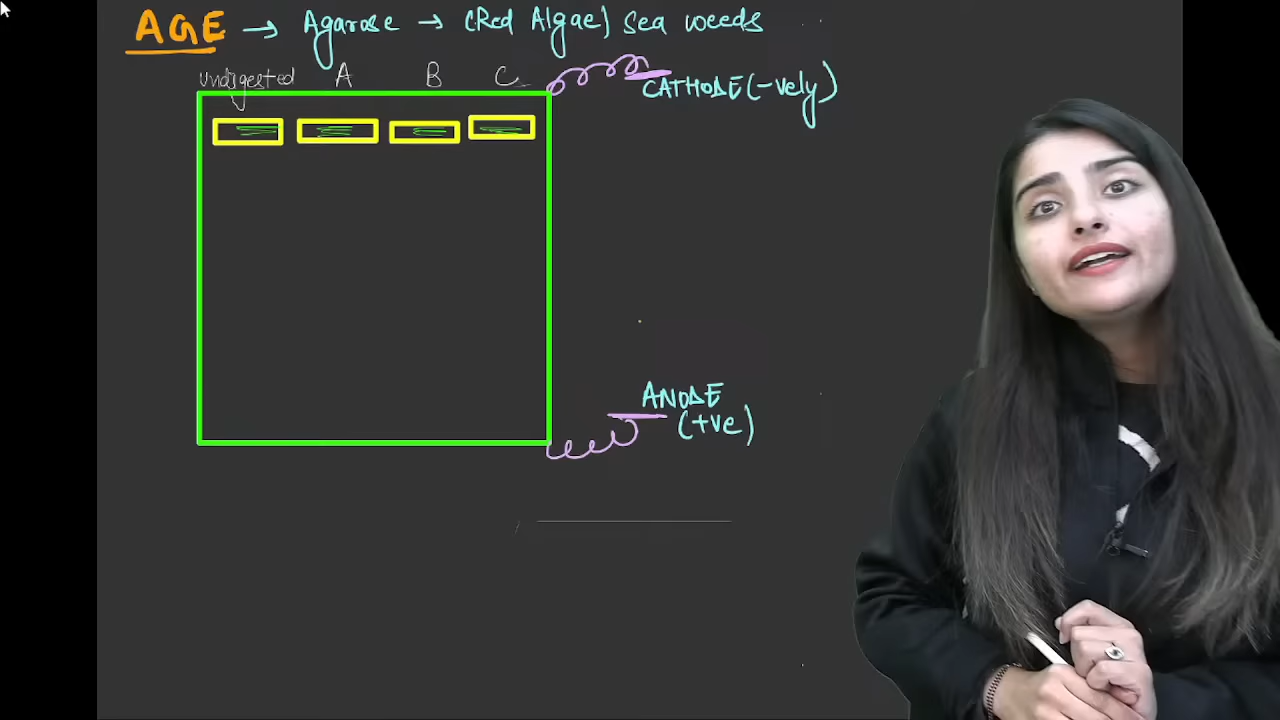 AGE → Agarose → (Red Algae) sea weeds
undigested A B C
CATHODE (-vely)
ANODE
(+ve)